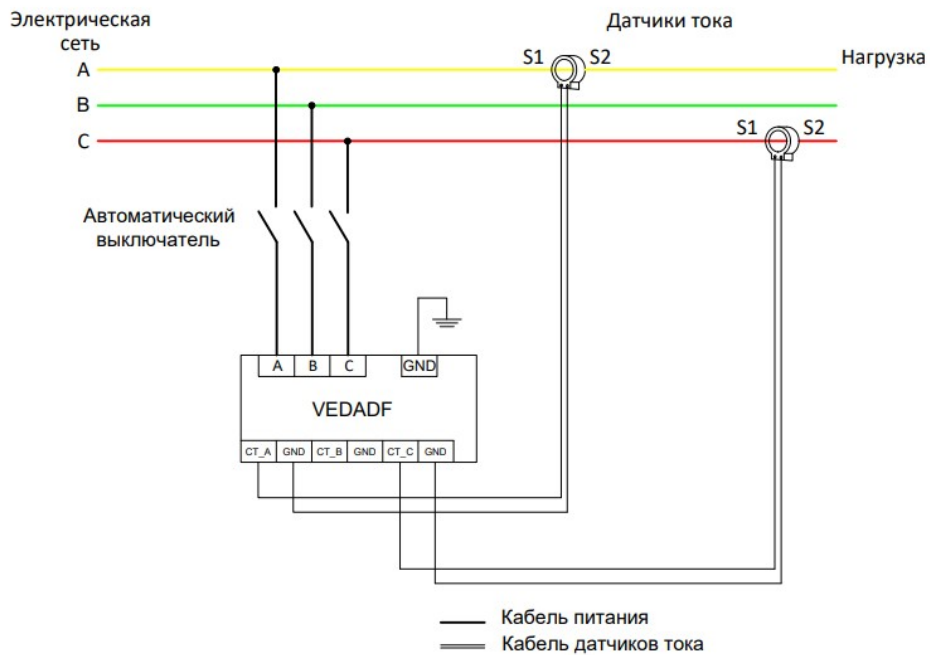 Электрическая
сеть
Датчики тока
A
S1 S2
Нагрузка
B
C
S1 S2
Автоматический
выключатель
A B C GND
VEDADF
CT_A GND CT_B GND CT_C GND
Кабель питания
Кабель датчиков тока